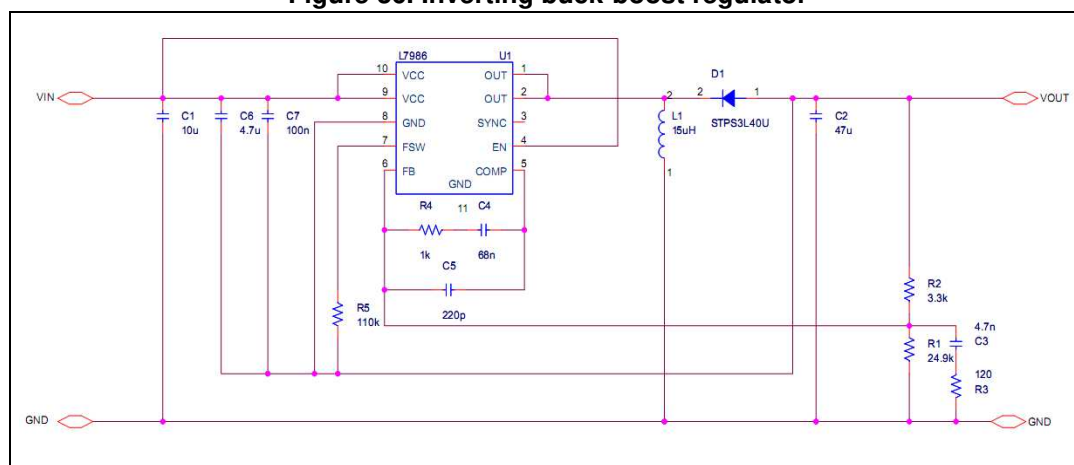 Figure 36. Inverting buck-boost regulator
L7986 U1
10 VCC OUT 1
9 VCC OUT 2
8 GND SYNC 3
7 FSW EN 4
6 FB COMP 5
GND
11
VIN
C1
10u
C6
4.7u
C7
100n
R4
1k
C4
68n
C5
220p
R5
110k
2
L1
15uH
1
D1
2 1
STPS3L40U
C2
47u
VOUT
R2
3.3k
R1
24.9k
4.7n
C3
120
R3
GND
GND